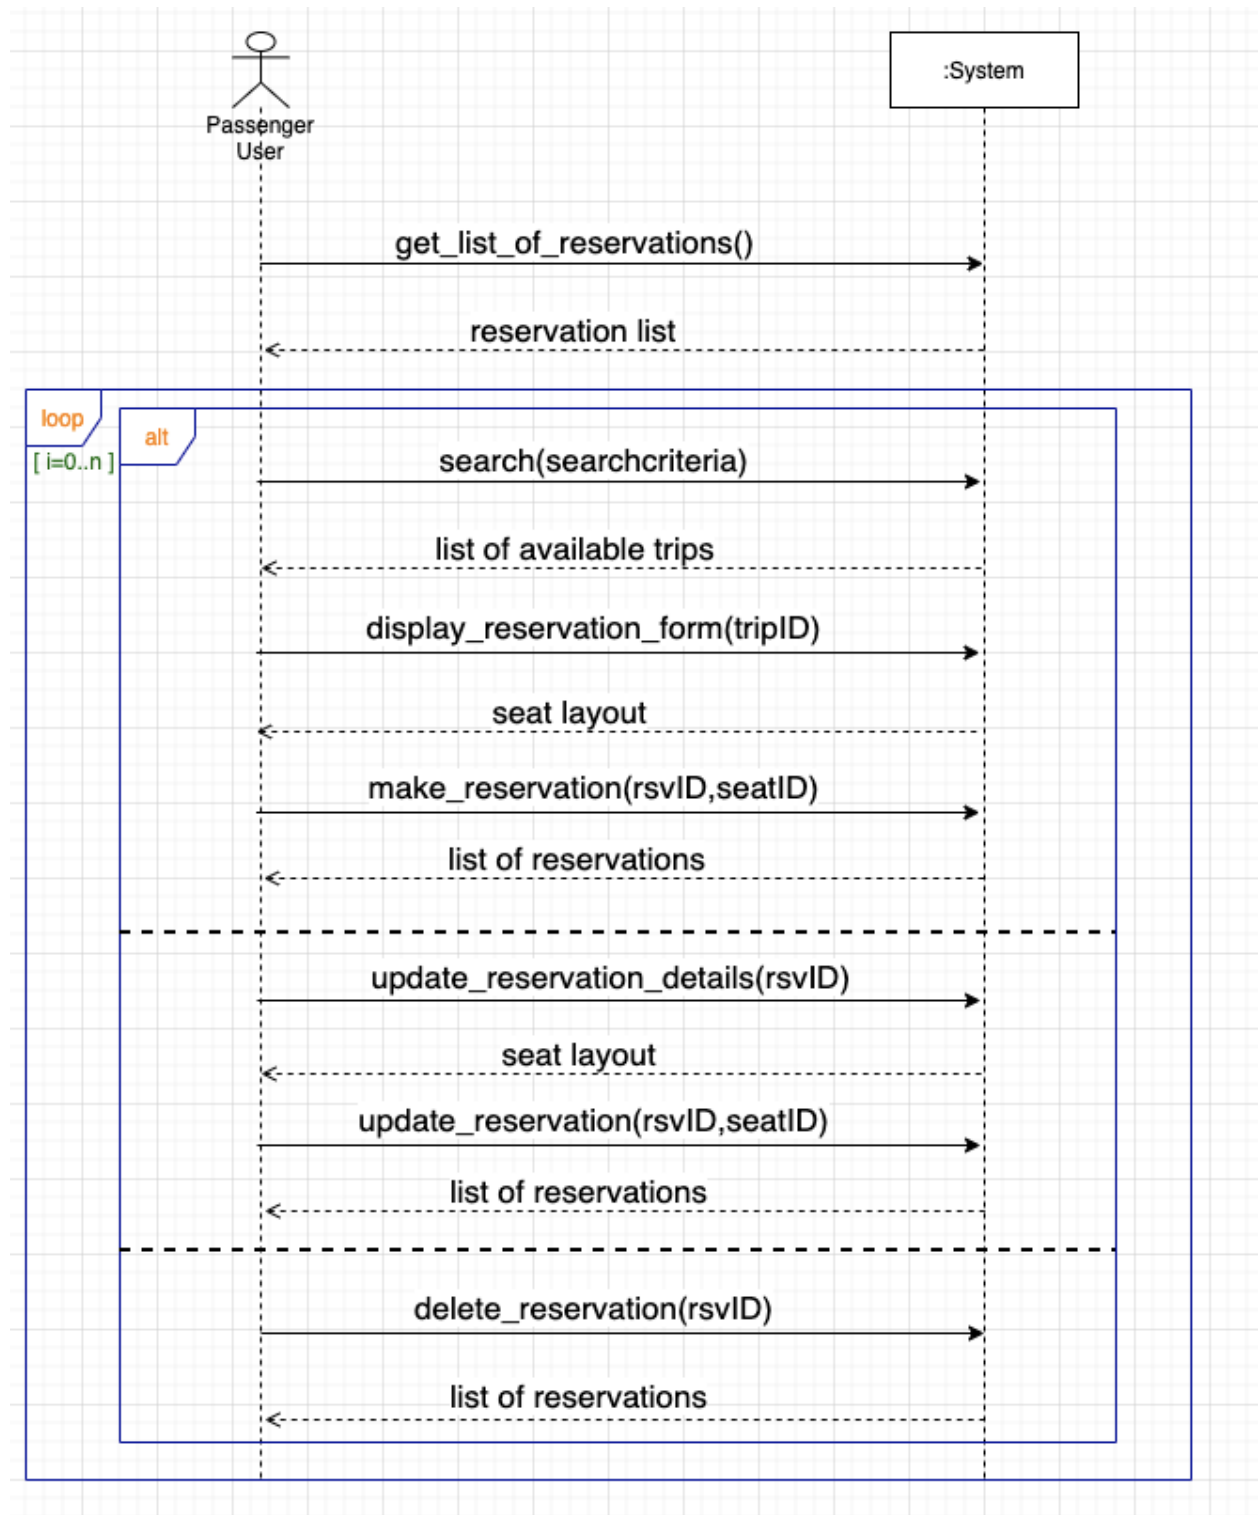 Passenger
User
:System
get_list_of_reservations()
reservation list
loop
[ i=0..n ]
alt
search(searchcriteria)
list of available trips
display_reservation_form(tripID)
seat layout
make_reservation(rsvID,seatID)
list of reservations
update_reservation_details(rsvID)
seat layout
update_reservation(rsvID,seatID)
list of reservations
delete_reservation(rsvID)
list of reservations